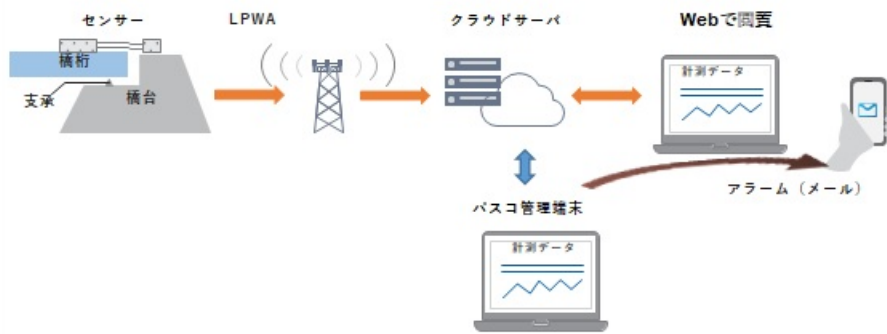 センサー
LPWA
クラウドサーバ
Webで
橋桁
支承
橋台
計測データ
アラーム（メール）
パスコ管理端末
計測データ